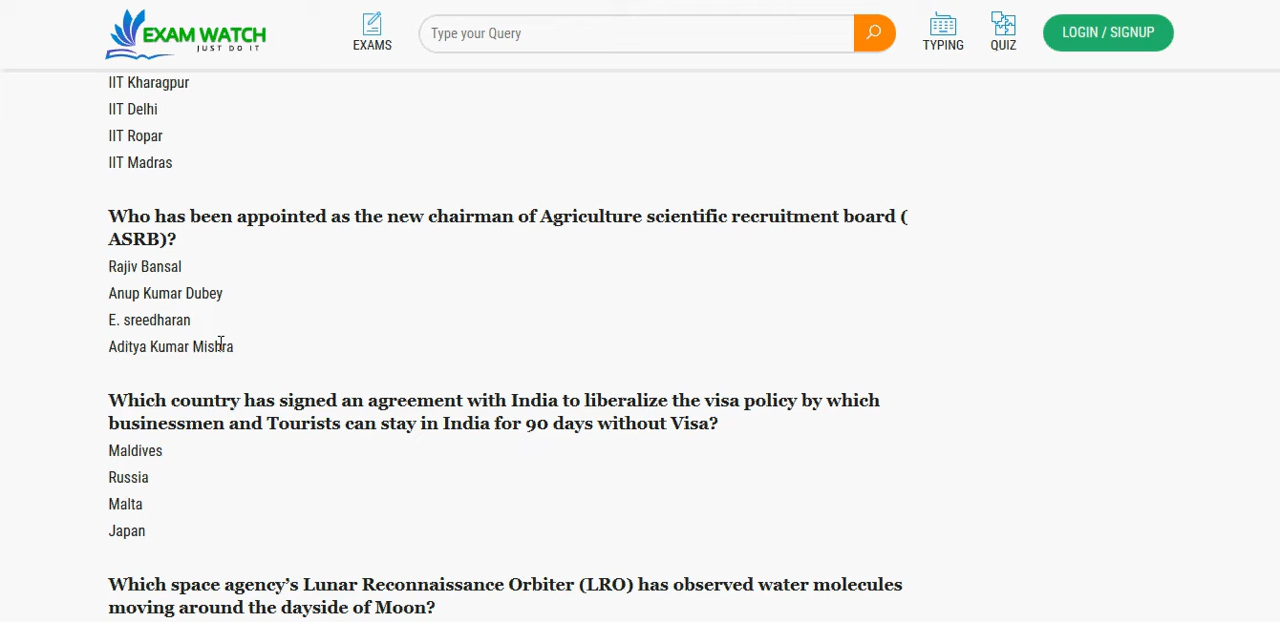 EXAM WATCH
JUST DO IT
EXAMS
Type your Query
TYPING
QUIZ
LOGIN / SIGNUP
IIT Kharagpur
IIT Delhi
IIT Ropar
IIT Madras
Who has been appointed as the new chairman of Agriculture scientific recruitment board (
ASRB)?
Rajiv Bansal
Anup Kumar Dubey
E. sreedharan
Aditya Kumar Mishra
Which country has signed an agreement with India to liberalize the visa policy by which
businessmen and Tourists can stay in India for 90 days without Visa?
Maldives
Russia
Malta
Japan
Which space agency’s Lunar Reconnaissance Orbiter (LRO) has observed water molecules
moving around the dayside of Moon?